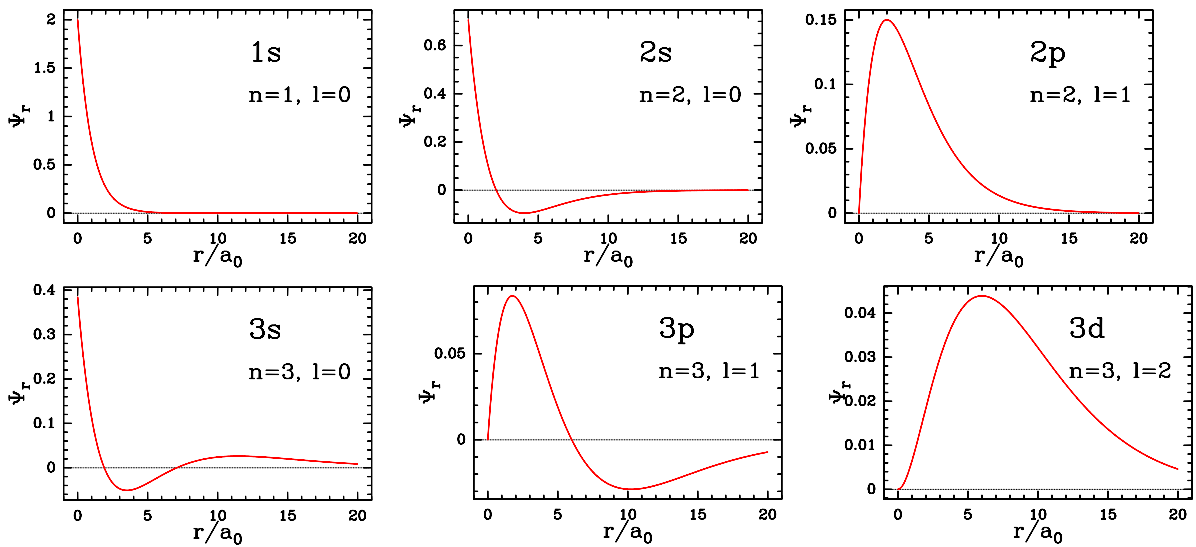 2
1.5
1
0.5
0
Ψr
1s
n=1, l=0
0 5 10 15 20
r/a0
0.6
0.4
0.2
0
Ψr
2s
n=2, l=0
0 5 10 15 20
r/a0
0.15
0.1
0.05
0
Ψr
2p
n=2, l=1
0 5 10 15 20
r/a0
0.4
0.3
0.2
0.1
0
Ψr
3s
n=3, l=0
0 5 10 15 20
r/a0
0.05
0
Ψr
3p
n=3, l=1
0 5 10 15 20
r/a0
0.04
0.03
0.02
0.01
0
Ψr
3d
n=3, l=2
0 5 10 15 20
r/a0